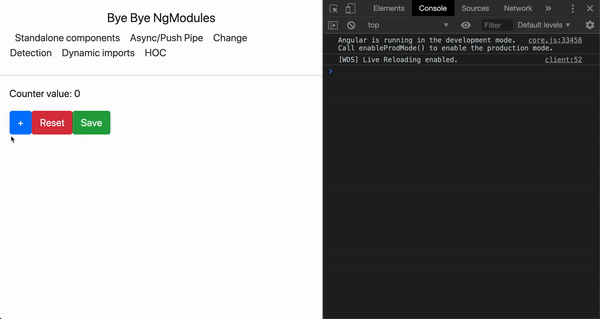 Bye Bye NgModules
Standalone components Async/Push Pipe Change
Detection Dynamic imports HOC
Counter value: 0
+ Reset Save
Elements Console Sources Network »
top Filter Default levels
Angular is running in the development mode. core.js:33458
Call enableProdMode() to enable the production mode.
[WDS] Live Reloading enabled. client:52